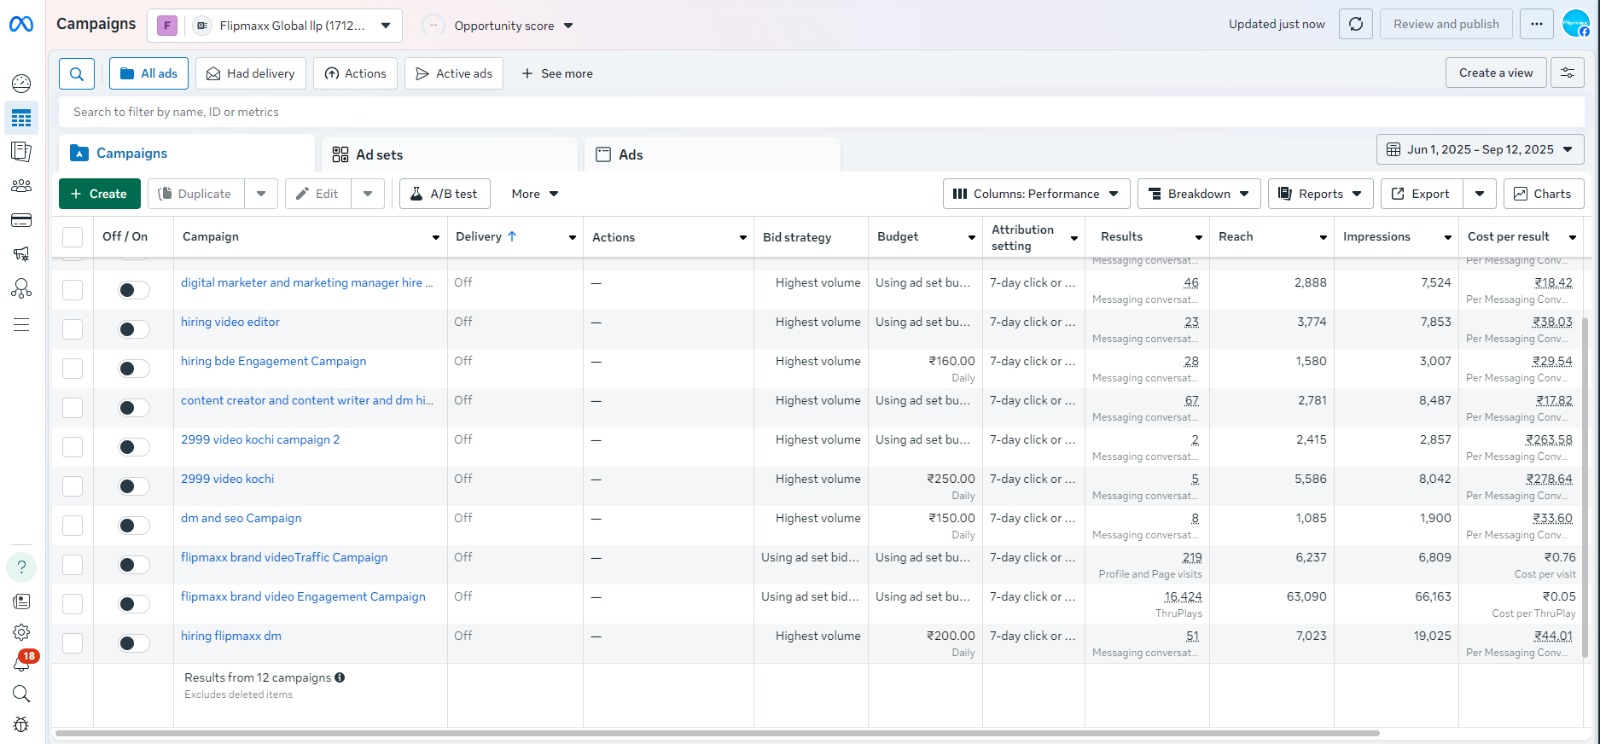 Campaigns F Flipmaxx Global llp (1712... -- Opportunity score Updated just now Review and publish ...
All ads Had delivery Actions Active ads + See more Create a view
Search to filter by name, ID or metrics
Campaigns Ad sets Ads Jun 1, 2025 – Sep 12, 2025
+ Create Duplicate Edit A/B test More Columns: Performance Breakdown Reports Export Charts
Off / On Campaign Delivery ↑ Actions Bid strategy Budget Attribution setting Results Reach Impressions Cost per result
Messaging conversat... Per Messaging Conv...
digital marketer and marketing manager hire ... Off — Highest volume Using ad set bu... 7-day click or ... 46 2,888 7,524 ₹18.42
Messaging conversat... Per Messaging Conv...
hiring video editor Off — Highest volume Using ad set bu... 7-day click or ... 23 3,774 7,853 ₹38.03
Messaging conversat... Per Messaging Conv...
hiring bde Engagement Campaign Off — Highest volume ₹160.00 7-day click or ... 28 1,580 3,007 ₹29.54
Daily Messaging conversat... Per Messaging Conv...
content creator and content writer and dm hi... Off — Highest volume Using ad set bu... 7-day click or ... 67 2,781 8,487 ₹17.82
Messaging conversat... Per Messaging Conv...
2999 video kochi campaign 2 Off — Highest volume Using ad set bu... 7-day click or ... 2 2,415 2,857 ₹263.58
Messaging conversat... Per Messaging Conv...
2999 video kochi Off — Highest volume ₹250.00 7-day click or ... 5 5,586 8,042 ₹278.64
Daily Messaging conversat... Per Messaging Conv...
dm and seo Campaign Off — Highest volume ₹150.00 7-day click or ... 8 1,085 1,900 ₹33.60
Daily Messaging conversat... Per Messaging Conv...
flipmaxx brand videoTraffic Campaign Off — Using ad set bid... Using ad set bu... 7-day click or ... 219 6,237 6,809 ₹0.76
Profile and Page visits Cost per visit
flipmaxx brand video Engagement Campaign Off — Using ad set bid... Using ad set bu... 7-day click or ... 16,424 63,090 66,163 ₹0.05
ThruPlays Cost per ThruPlay
hiring flipmaxx dm Off — Highest volume ₹200.00 7-day click or ... 51 7,023 19,025 ₹44.01
Daily Messaging conversat... Per Messaging Conv...
18
Results from 12 campaigns
Excludes deleted items